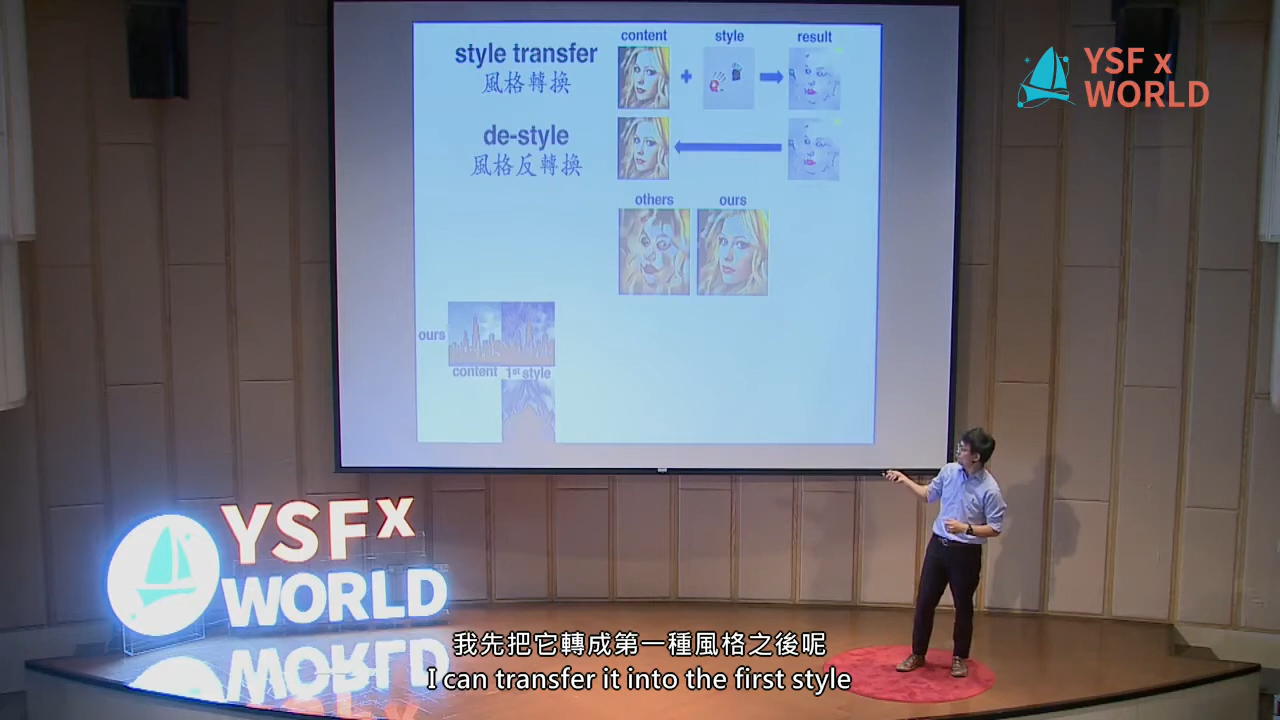 content style result
style transfer
風格轉換
de-style
風格反轉換
others ours
ours
content 1st style
YSF x
WORLD
YSF x
WORLD
我先把它轉成第一種風格之後呢
I can transfer it into the first style